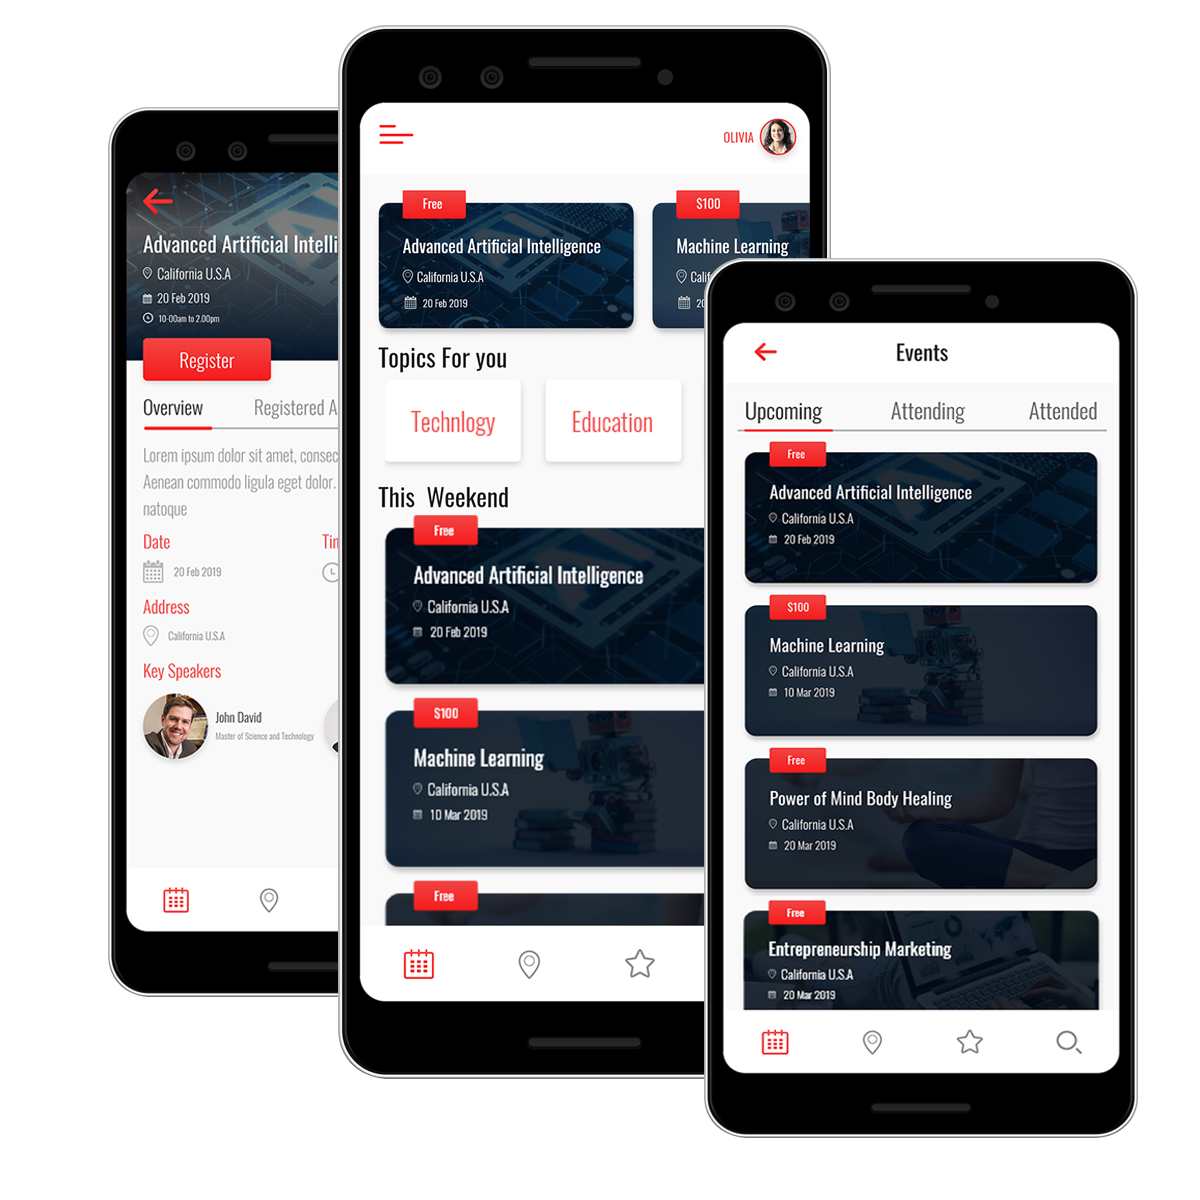 Advanced Artificial Intelli
California U.S.A
20 Feb 2019
10-00am to 2.00pm
Register
Overview Registered A
Lorem ipsum dolor sit amet, consec
Aenean commodo ligula eget dolor.
natoque
Date Tin
20 Feb 2019
Address
California U.S.A
Key Speakers
John David
Master of Science and Technology
OLIVIA
Free
Advanced Artificial Intelligence
California U.S.A
20 Feb 2019
$100
Machine Learning
Calif
20
Topics For you
Technlogy Education
This Weekend
Free
Advanced Artificial Intelligence
California U.S.A
20 Feb 2019
$100
Machine Learning
California U.S.A
10 Mar 2019
Free
Events
Upcoming Attending Attended
Free
Advanced Artificial Intelligence
California U.S.A
20 Feb 2019
$100
Machine Learning
California U.S.A
10 Mar 2019
Free
Power of Mind Body Healing
California U.S.A
20 Mar 2019
Free
Entrepreneurship Marketing
California U.S.A
20 Mar 2019